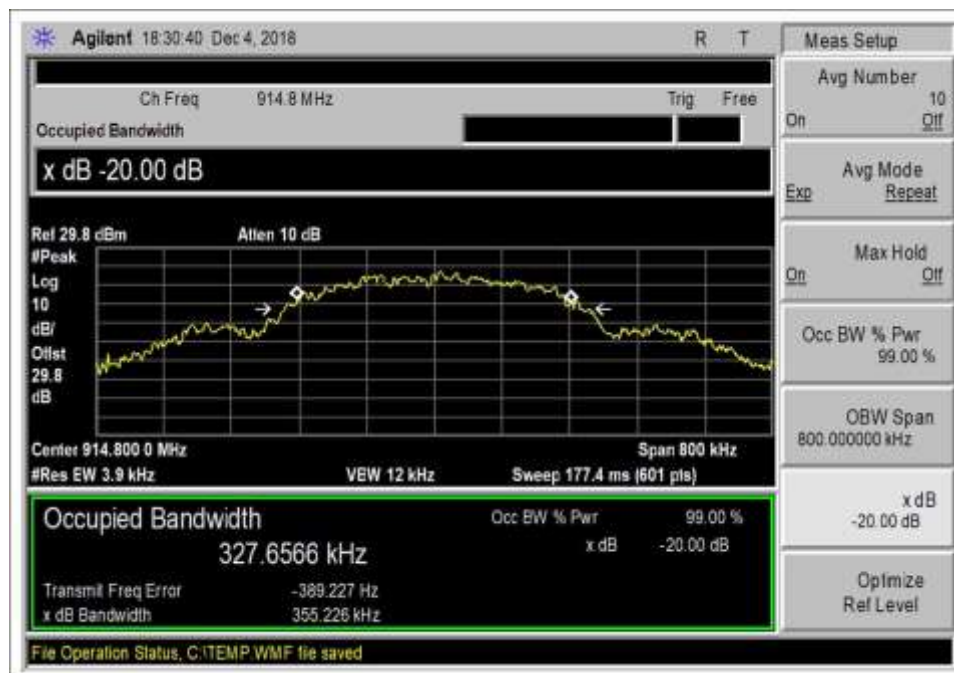 Agilent 18:30:40 Dec 4, 2018 R T
Meas Setup
Ch Freq 914.8 MHz Trig Free
Occupied Bandwidth
x dB -20.00 dB
Ref 29.8 dBm Atten 10 dB
#Peak
Log
10
dB/
Offst
29.8
dB
Center 914.800 0 MHz Span 800 kHz
#Res BW 3.9 kHz VBW 12 kHz Sweep 177.4 ms (601 pts)
Occupied Bandwidth Occ BW % Pwr 99.00 %
327.6566 kHz x dB -20.00 dB
Transmit Freq Error -389.227 Hz
x dB Bandwidth 355.226 kHz
File Operation Status, C:\TEMP.WMF file saved
Avg Number
10
On Off
Avg Mode
Exp Repeat
Max Hold
On Off
Occ BW % Pwr
99.00 %
OBW Span
800.000000 kHz
x dB
-20.00 dB
Optimize
Ref Level